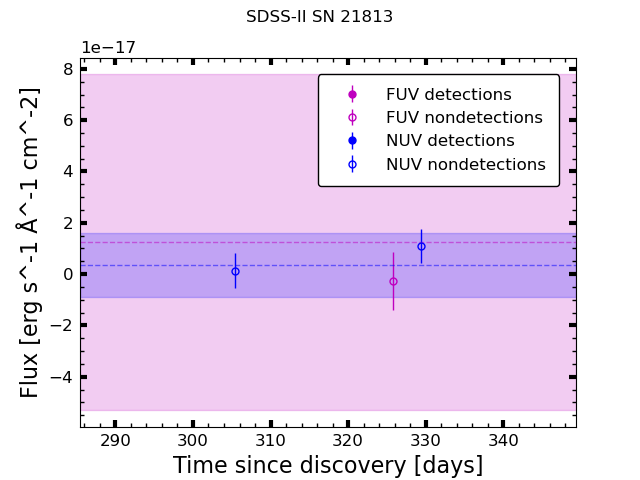 SDSS-II SN 21813
1e−17
8
6
4
2
0
−2
−4
Flux [erg s^-1 Å^-1 cm^-2]
FUV detections
FUV nondetections
NUV detections
NUV nondetections
290 300 310 320 330 340
Time since discovery [days]